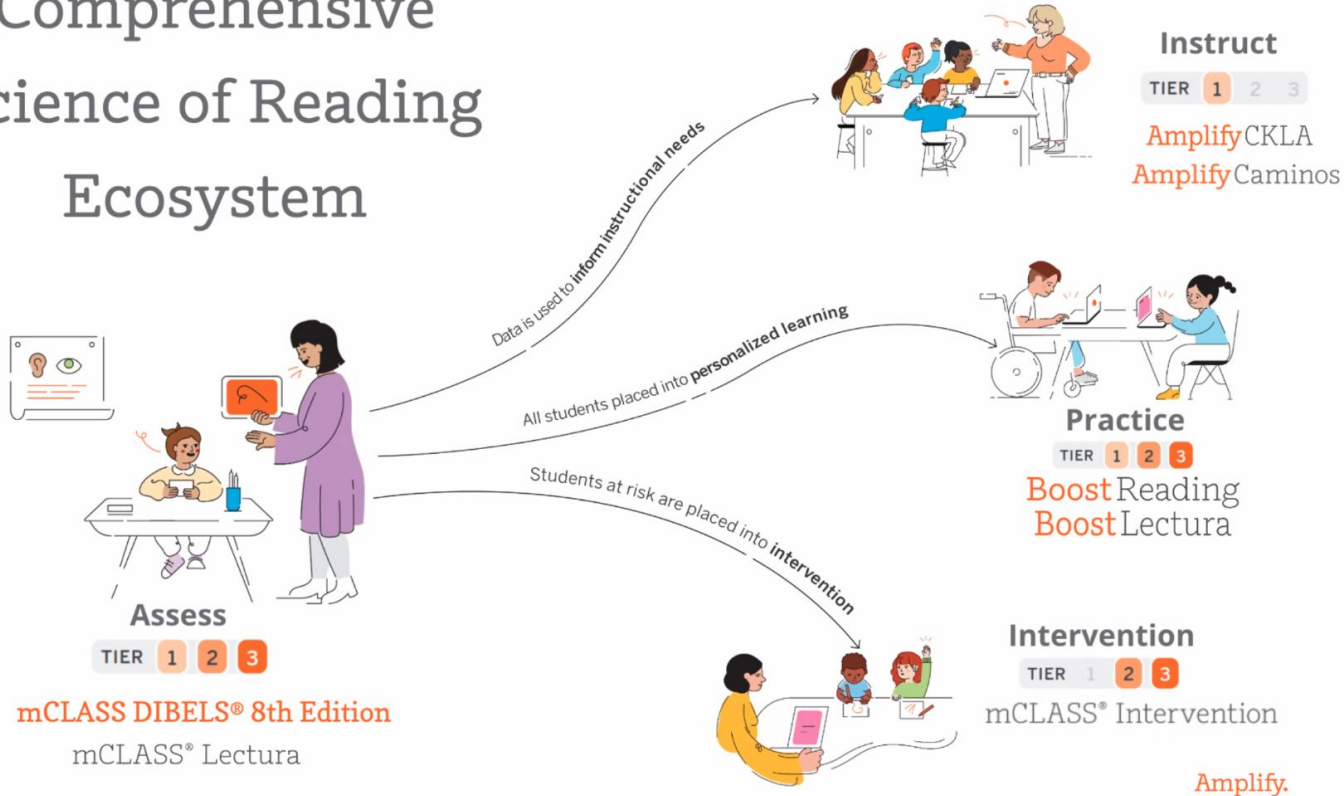 Comprehensive
Science of Reading
Ecosystem
Data is used to inform instructional needs
All students placed into personalized learning
Students at risk are placed into intervention
Assess
TIER 1 2 3
mCLASS DIBELS® 8th Edition
mCLASS® Lectura
Instruct
TIER 1 2 3
Amplify CKLA
Amplify Caminos
Practice
TIER 1 2 3
Boost Reading
Boost Lectura
Intervention
TIER 1 2 3
mCLASS® Intervention
Amplify.